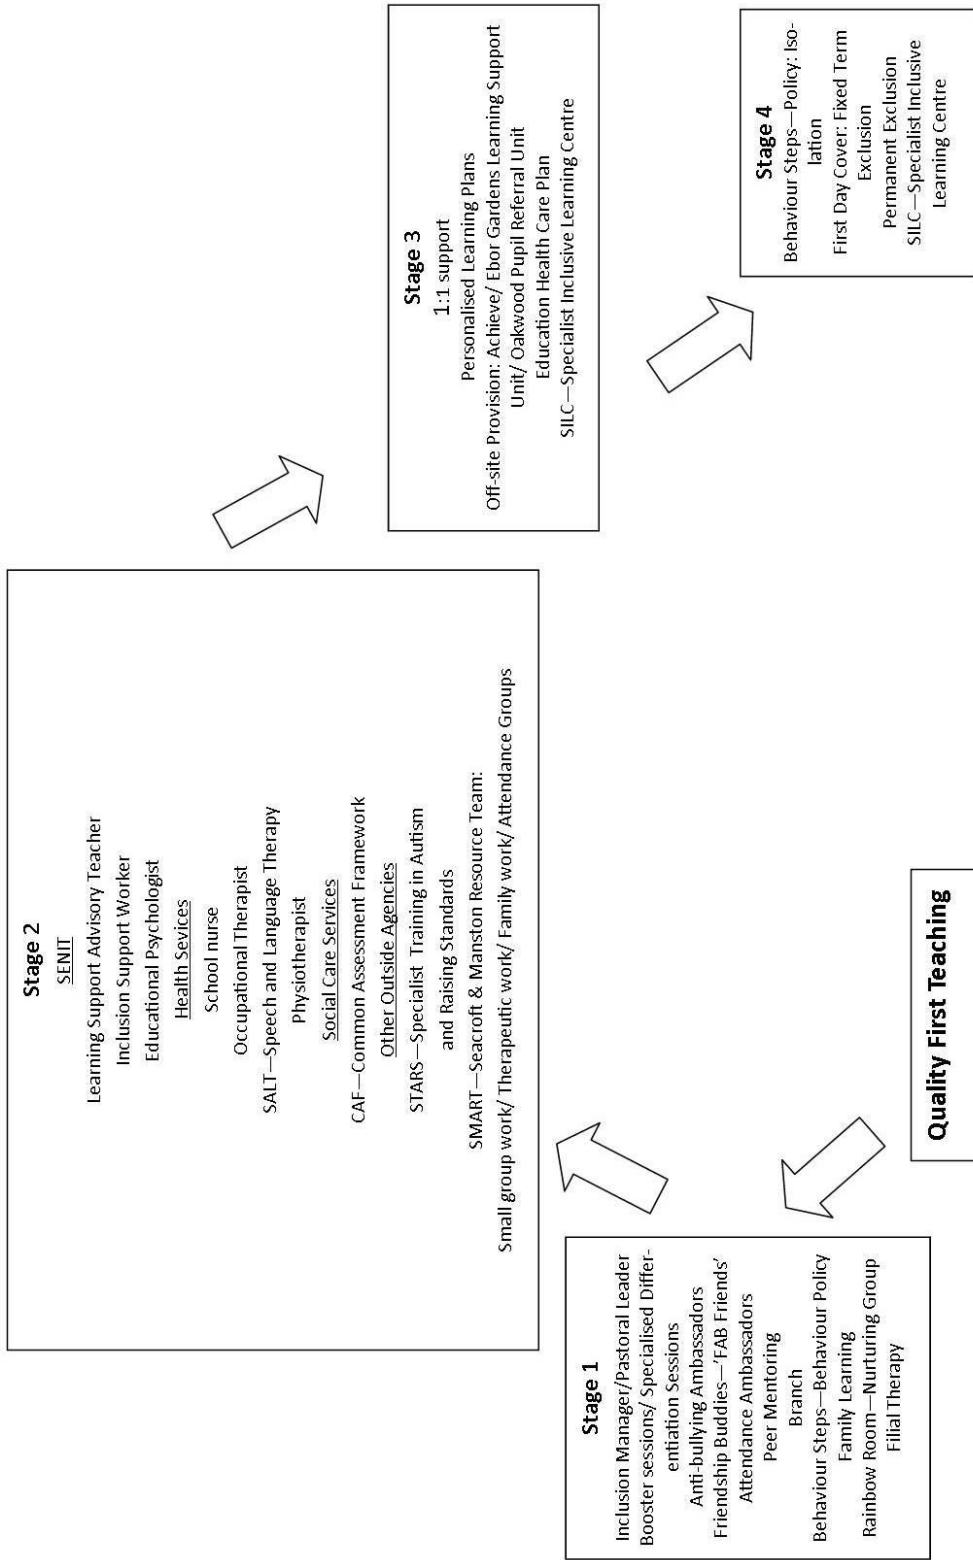 Stage 2
SENIT
Learning Support Advisory Teacher
Inclusion Support Worker
Educational Psychologist
Health Sevices
School nurse
Occupational Therapist
SALT—Speech and Language Therapy
Physiotherapist
Social Care Services
CAF—Common Assessment Framework
Other Outside Agencies
STARS—Specialist Training in Autism
and Raising Standards
SMART—Seacroft & Manston Resource Team:
Small group work/ Therapeutic work/ Family work/ Attendance Groups
Stage 3
1:1 support
Personalised Learning Plans
Off-site Provision: Achieve/ Ebor Gardens Learning Support
Unit/ Oakwood Pupil Referral Unit
Education Health Care Plan
SILC—Specialist Inclusive Learning Centre
Stage 1
Inclusion Manager/Pastoral Leader
Booster sessions/ Specialised Differ-
entiation Sessions
Anti-bullying Ambassadors
Friendship Buddies—'FAB Friends'
Attendance Ambassadors
Peer Mentoring
Branch
Behaviour Steps—Behaviour Policy
Family Learning
Rainbow Room—Nurturing Group
Filial Therapy
Stage 4
Behaviour Steps—Policy: Iso-
lation
First Day Cover: Fixed Term
Exclusion
Permanent Exclusion
SILC—Specialist Inclusive
Learning Centre
Quality First Teaching